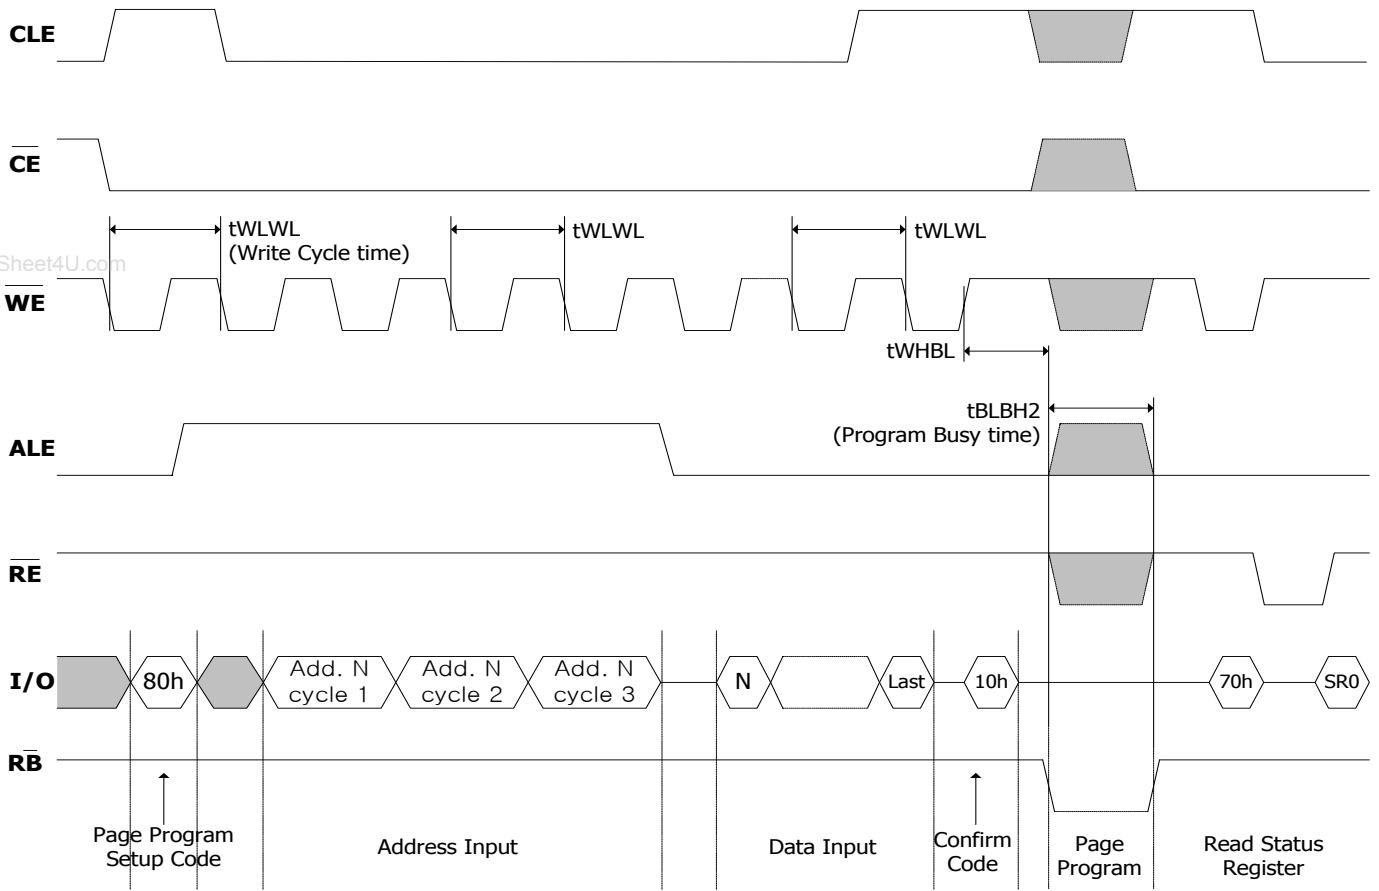 CLE
CE
tWLWL
(Write Cycle time)
tWLWL
tWLWL
Sheet4U.com
WE
tWHBL
tBLBH2
(Program Busy time)
ALE
RE
I/O
80h
Add. N
cycle 1
Add. N
cycle 2
Add. N
cycle 3
N
Last
10h
70h
SR0
RB
Page Program
Setup Code
Address Input
Data Input
Confirm
Code
Page
Program
Read Status
Register